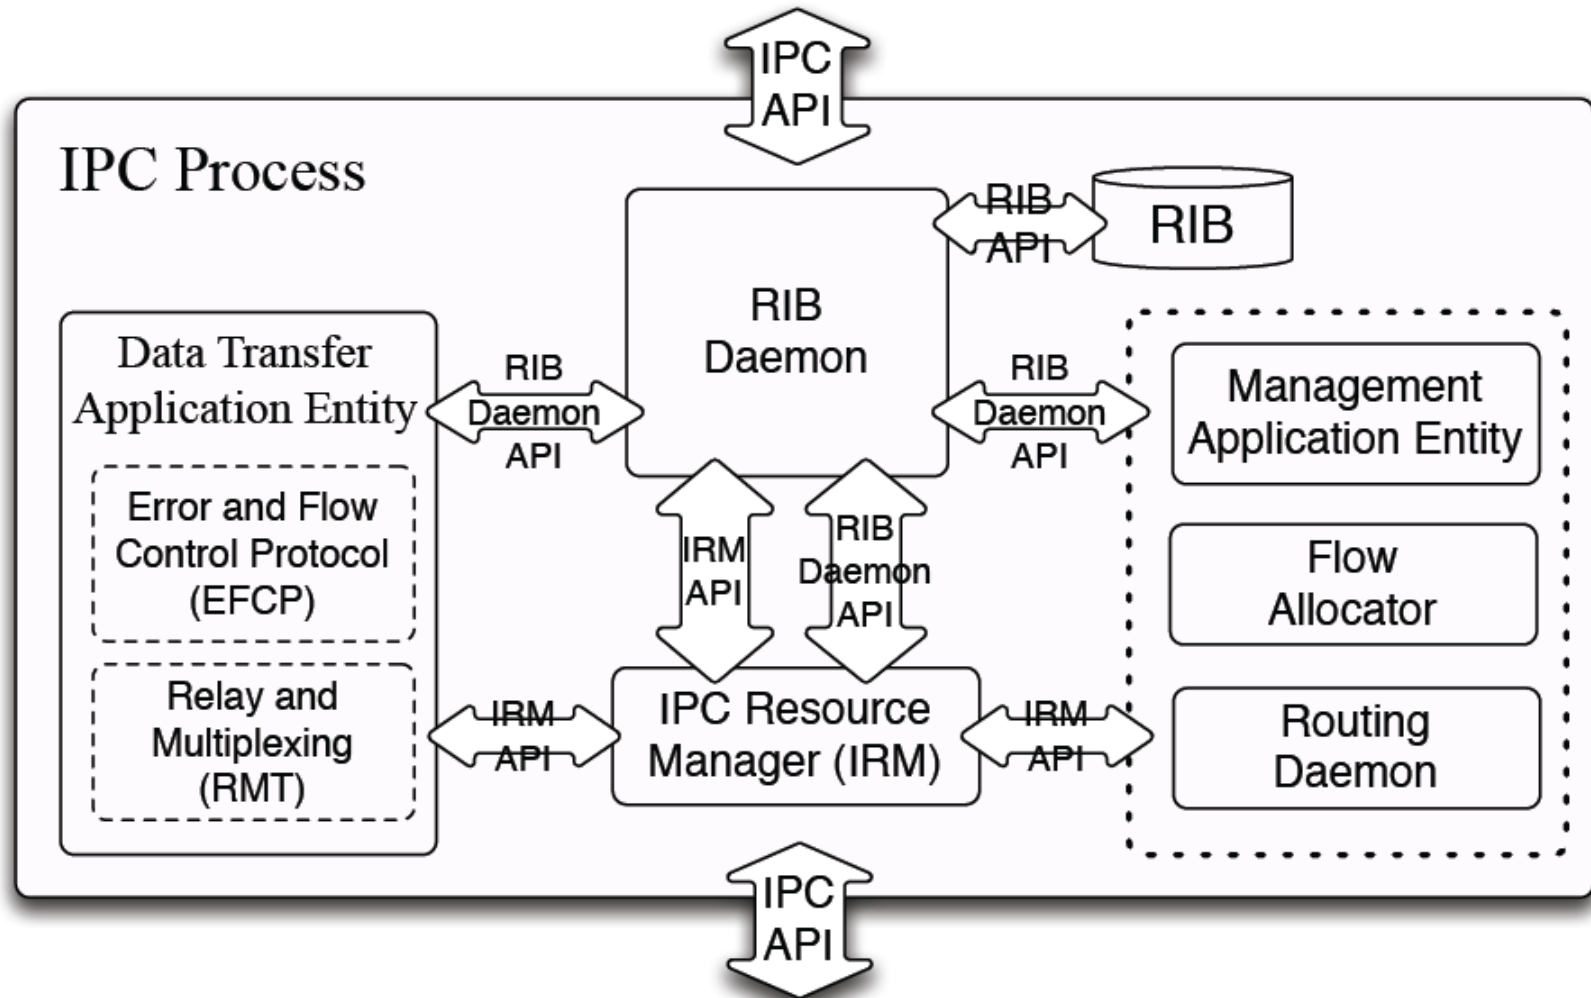 IPC
API
IPC Process
RIB
API
RIB
RIB
Daemon
Data Transfer
Application Entity
RIB
Daemon
API
RIB
Daemon
API
Management
Application Entity
Error and Flow
Control Protocol
(EFCP)
IRM
API
RIB
Daemon
API
Flow
Allocator
Relay and
Multiplexing
(RMT)
IRM
API
IPC Resource
Manager (IRM)
IRM
API
Routing
Daemon
IPC
API